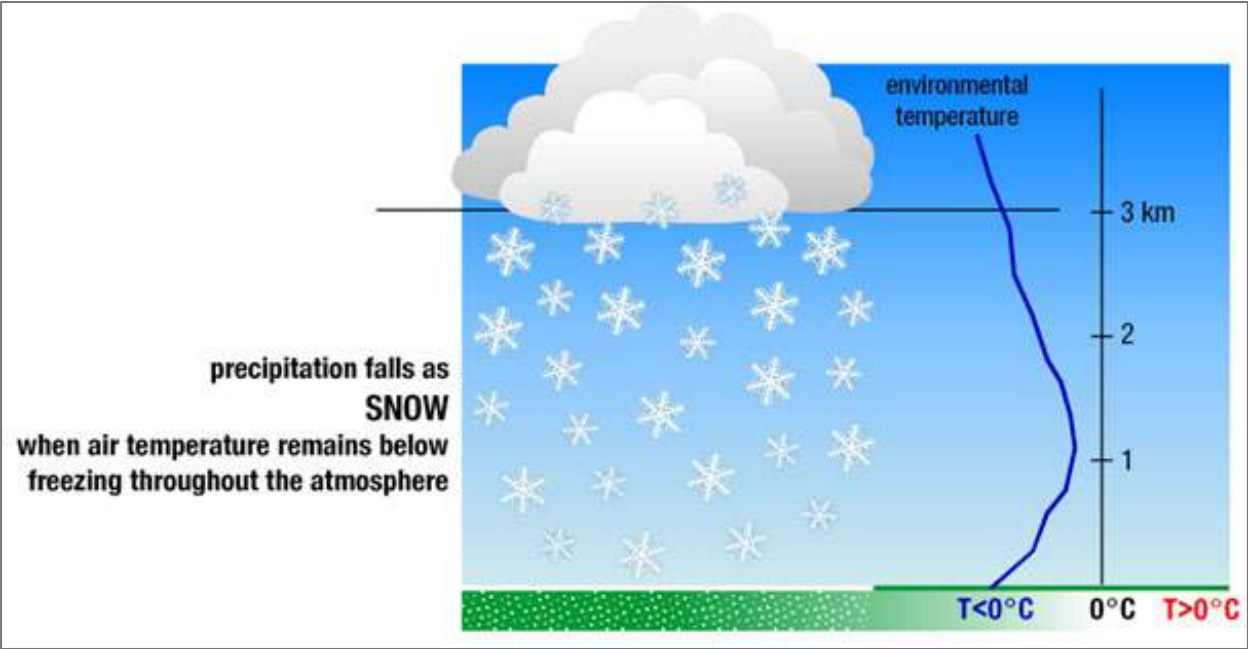 environmental
temperature
3 km
2
precipitation falls as
SNOW
when air temperature remains below
freezing throughout the atmosphere
1
T<0°C
0°C
T>0°C